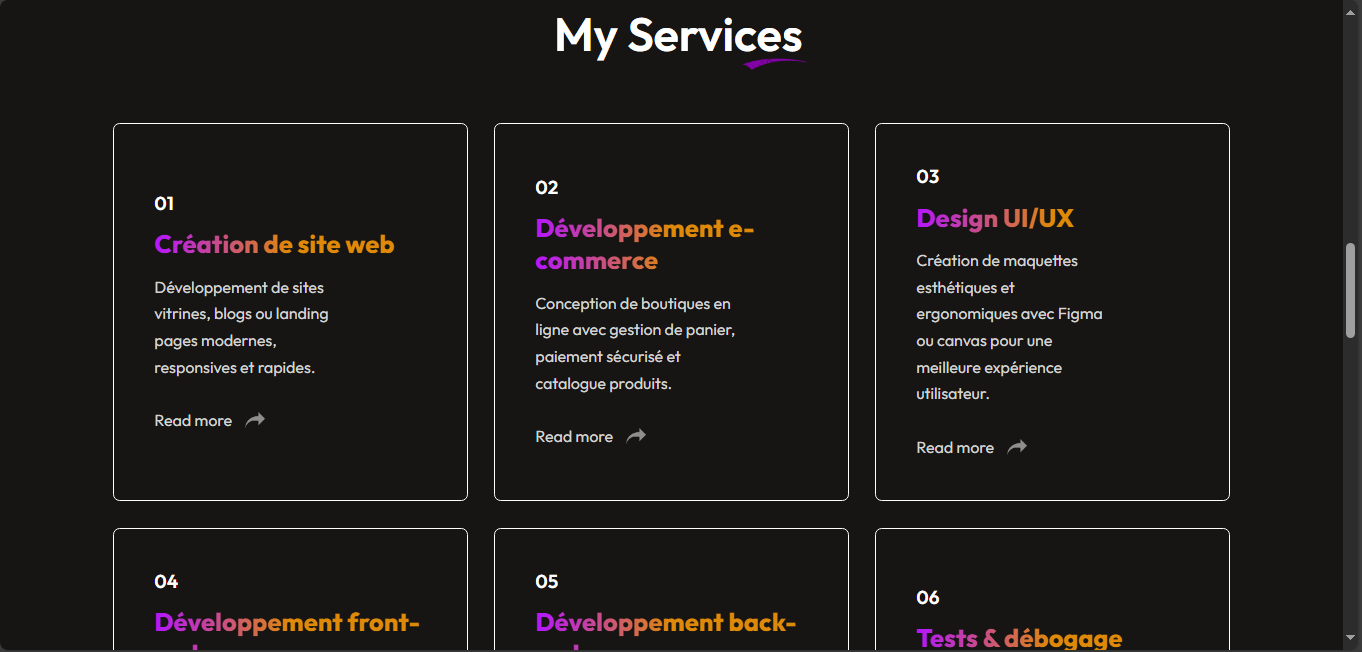 My Services
01
Création de site web
Développement de sites
vitrines, blogs ou landing
pages modernes,
responsives et rapides.
Read more
02
Développement e-
commerce
Conception de boutiques en
ligne avec gestion de panier,
paiement sécurisé et
catalogue produits.
Read more
03
Design UI/UX
Création de maquettes
esthétiques et
ergonomiques avec Figma
ou canvas pour une
meilleure expérience
utilisateur.
Read more
04
Développement front-
05
Développement back-
06
Tests & débogage